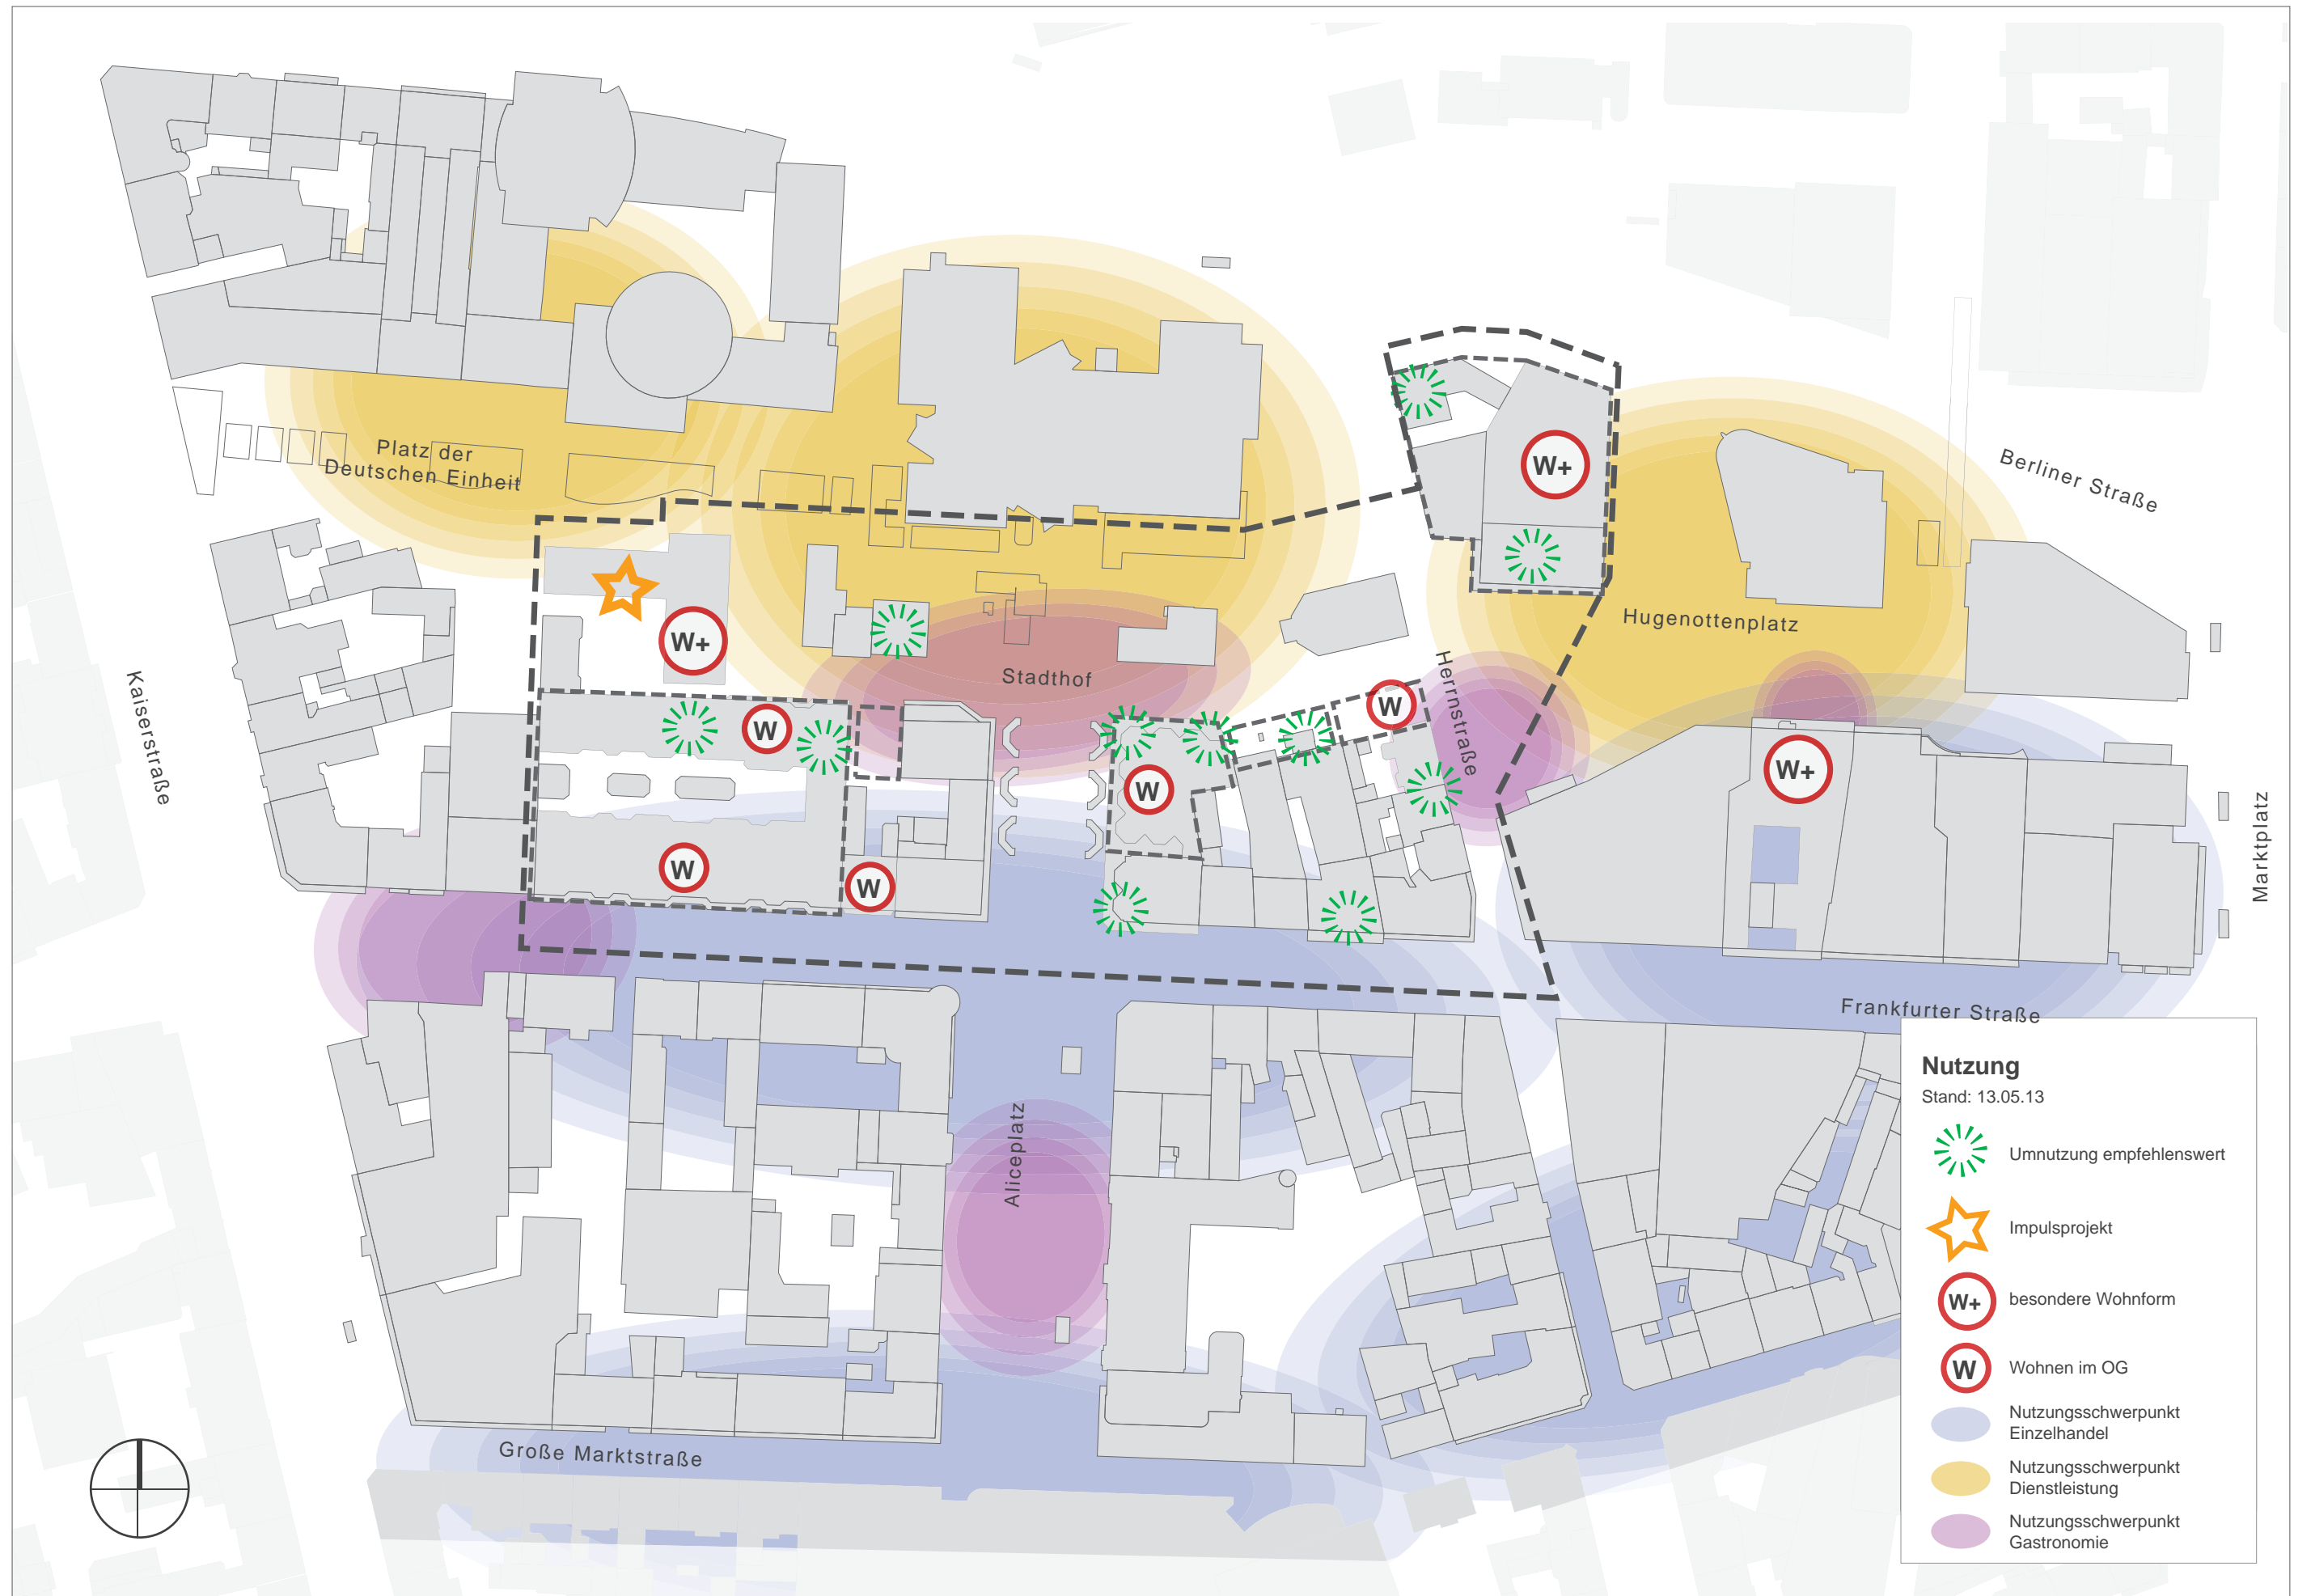 Platz der
Deutschen Einheit
Berliner Straße
W+
Hugenottenplatz
W+
Stadthof
Herrnstraße
Kaiserstraße
W
W
W
W+
Marktplatz
W
W
Frankfurter Straße
Aliceplatz
Große Marktstraße
Nutzung
Stand: 13.05.13
Umnutzung empfehlenswert
Impulsprojekt
W+
besondere Wohnform
W
Wohnen im OG
Nutzungsschwerpunkt
Einzelhandel
Nutzungsschwerpunkt
Dienstleistung
Nutzungsschwerpunkt
Gastronomie